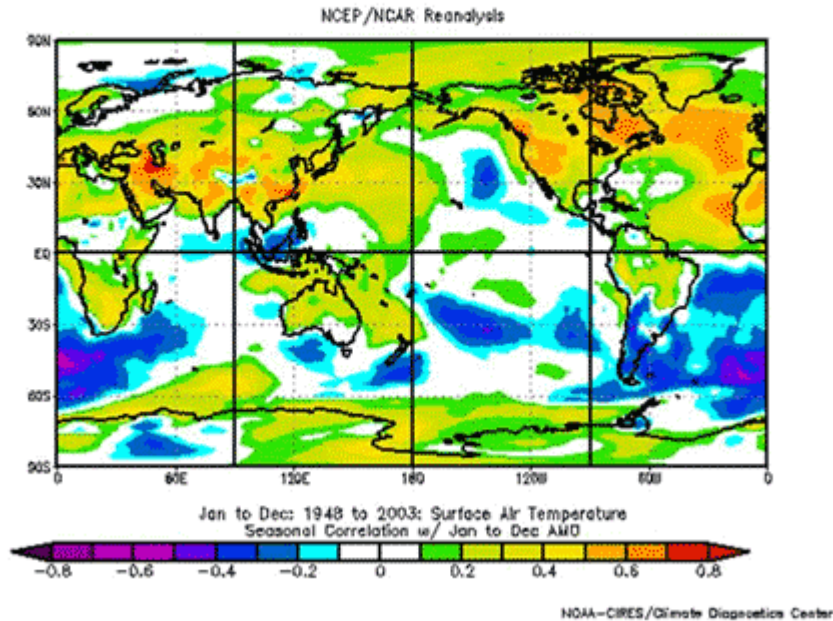 NCEP/NCAR Reanalysis
90N
60N
30N
EQ
30S
60S
90S
0 60E 120E 180 120W 60W 0
Jan to Dec: 1948 to 2003: Surface Air Temperature
Seasonal Correlation w/ Jan to Dec AMO
-0.8 -0.6 -0.4 -0.2 0 0.2 0.4 0.6 0.8
NOAA-CIRES/Climate Diagnostics Center